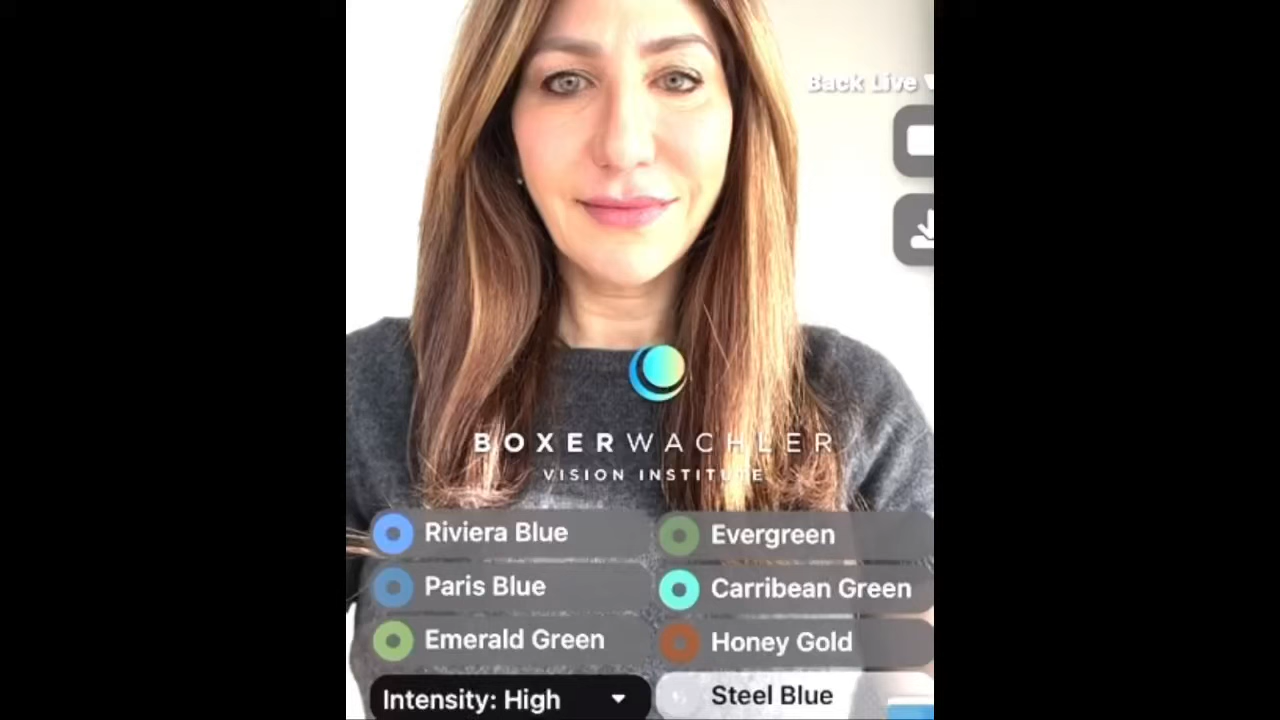 Back Live
BOXERWACHLER
VISION INSTITUTE
Riviera Blue
Evergreen
Paris Blue
Carribean Green
Emerald Green
Honey Gold
Intensity: High
Steel Blue